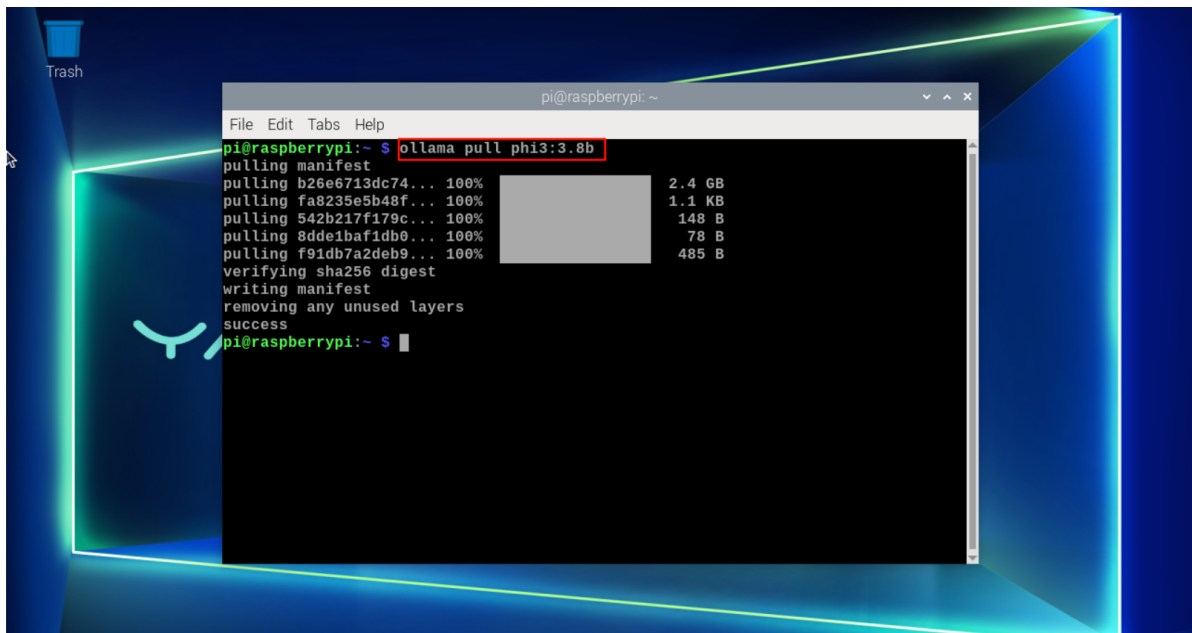 Trash
pi@raspberrypi: ~
File Edit Tabs Help
pi@raspberrypi:~ $ ollama pull phi3:3.8b
pulling manifest
pulling b26e6713dc74... 100% 2.4 GB
pulling fa8235e5b48f... 100% 1.1 KB
pulling 542b217f179c... 100% 148 B
pulling 8dde1baf1db0... 100% 78 B
pulling f91db7a2deb9... 100% 485 B
verifying sha256 digest
writing manifest
removing any unused layers
success
pi@raspberrypi:~ $